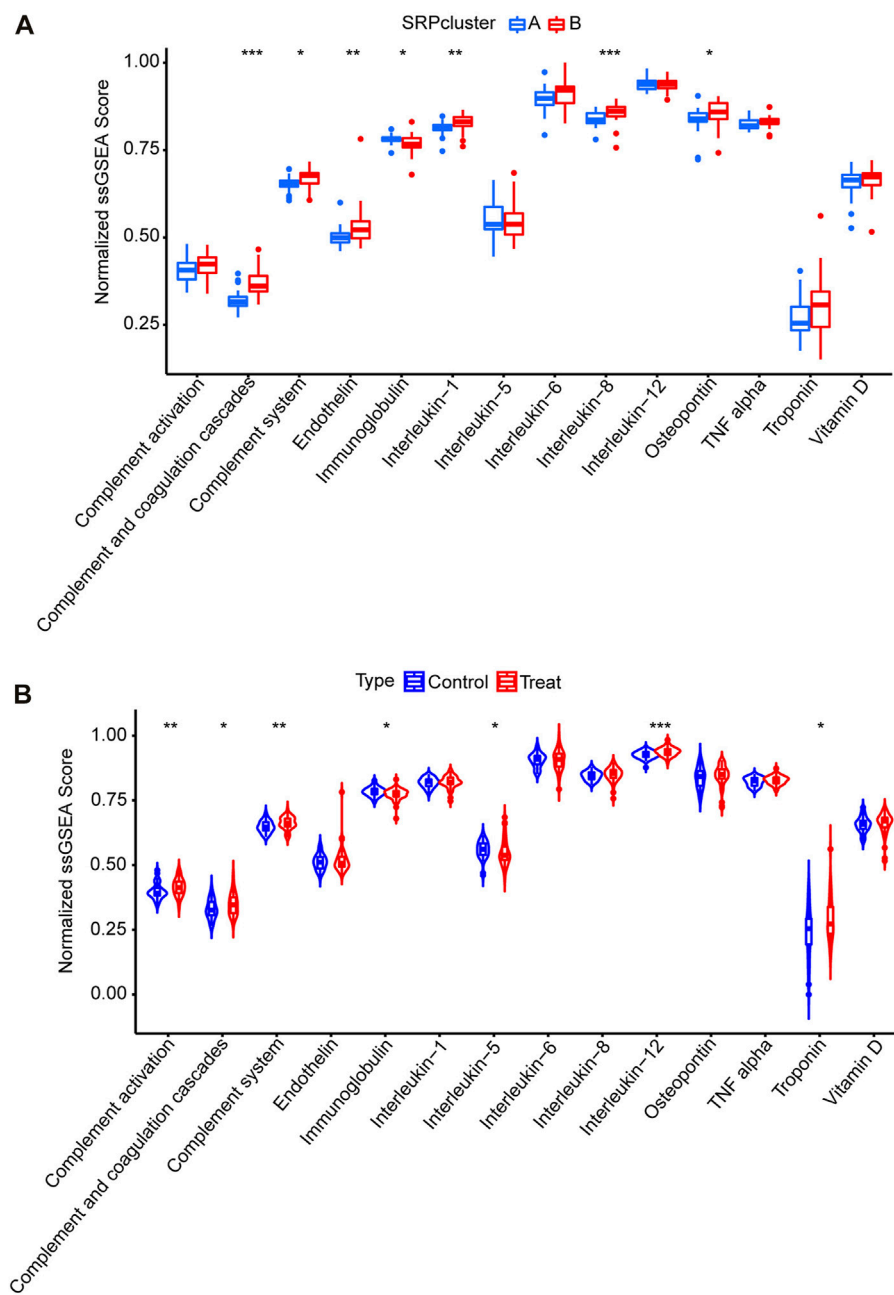 A
SRPcluster A B
*** * ** * ** *** *
Normalized ssGSEA Score
1.00
0.75
0.50
0.25
Complement activation
Complement and coagulation cascades
Complement system
Endothelin
Immunoglobulin
Interleukin−1
Interleukin−5
Interleukin−6
Interleukin−8
Interleukin−12
Osteopontin
TNF alpha
Troponin
Vitamin D
B
Type Control Treat
** * ** * * *** *
Normalized ssGSEA Score
1.00
0.75
0.50
0.25
0.00
Complement activation
Complement and coagulation cascades
Complement system
Endothelin
Immunoglobulin
Interleukin−1
Interleukin−5
Interleukin−6
Interleukin−8
Interleukin−12
Osteopontin
TNF alpha
Troponin
Vitamin D